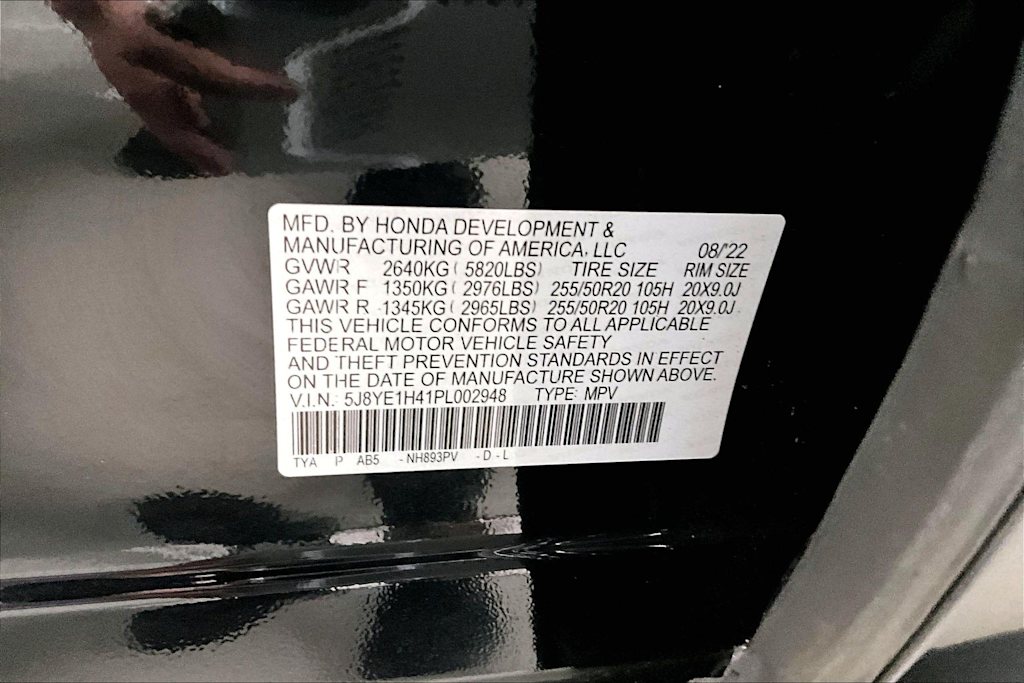 MFD. BY HONDA DEVELOPMENT &
MANUFACTURING OF AMERICA, LLC 08/'22
GVWR 2640KG ( 5820LBS) TIRE SIZE RIM SIZE
GAWR F 1350KG ( 2976LBS) 255/50R20 105H 20X9.0J
GAWR R 1345KG ( 2965LBS) 255/50R20 105H 20X9.0J
THIS VEHICLE CONFORMS TO ALL APPLICABLE
FEDERAL MOTOR VEHICLE SAFETY
AND THEFT PREVENTION STANDARDS IN EFFECT
ON THE DATE OF MANUFACTURE SHOWN ABOVE.
V.I.N.: 5J8YE1H41PL002948 TYPE: MPV
TYA P AB5 -NH893PV -D-L